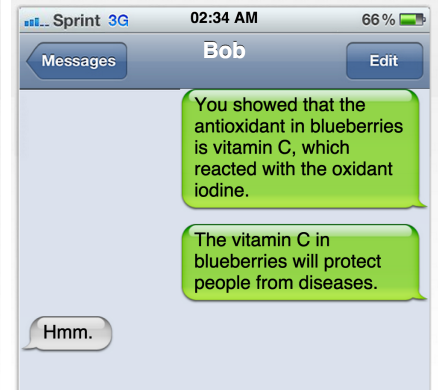 Sprint 3G 02:34 AM 66%
Messages Bob Edit
You showed that the
antioxidant in blueberries
is vitamin C, which
reacted with the oxidant
iodine.
The vitamin C in
blueberries will protect
people from diseases.
Hmm.